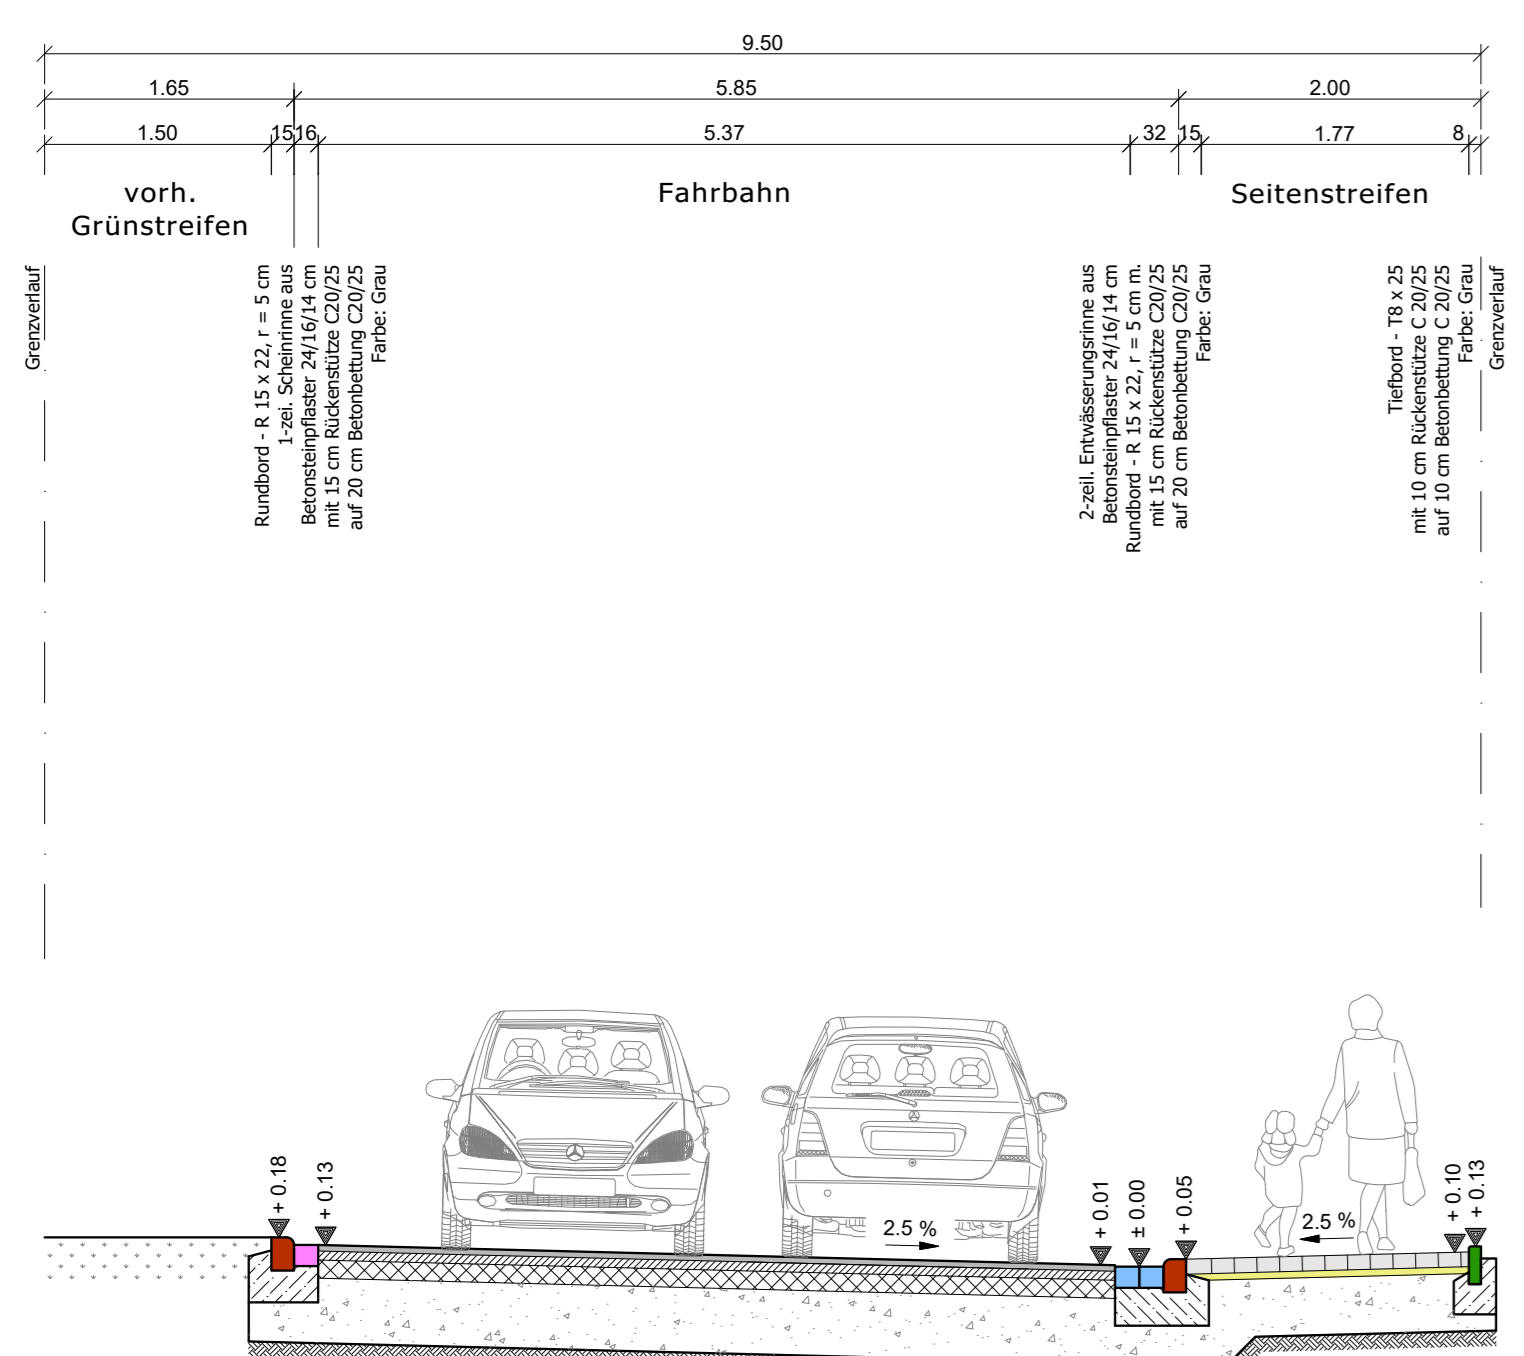 9.50
1.65 5.85 2.00
1.50 15 16 5.37 32 15 1.77 8
vorh.
Grünstreifen
Fahrbahn
Seitenstreifen
Grenzverlauf
Rundbord - R 15 x 22, r = 5 cm
1-zei. Scheinrinne aus
Betonsteinpflaster 24/16/14 cm
mit 15 cm Rückenstütze C20/25
auf 20 cm Betonbettung C20/25
Farbe: Grau
2-zeil. Entwässerungsrinne aus
Betonsteinpflaster 24/16/14 cm
Rundbord - R 15 x 22, r = 5 cm m.
mit 15 cm Rückenstütze C20/25
auf 20 cm Betonbettung C20/25
Farbe: Grau
Tiefbord - T8 x 25
mit 10 cm Rückenstütze C 20/25
auf 10 cm Betonbettung C 20/25
Farbe: Grau
Grenzverlauf
+ 0.18
+ 0.13
+ 0.01
± 0.00
+ 0.05
+ 0.10
+ 0.13
2.5 %
2.5 %